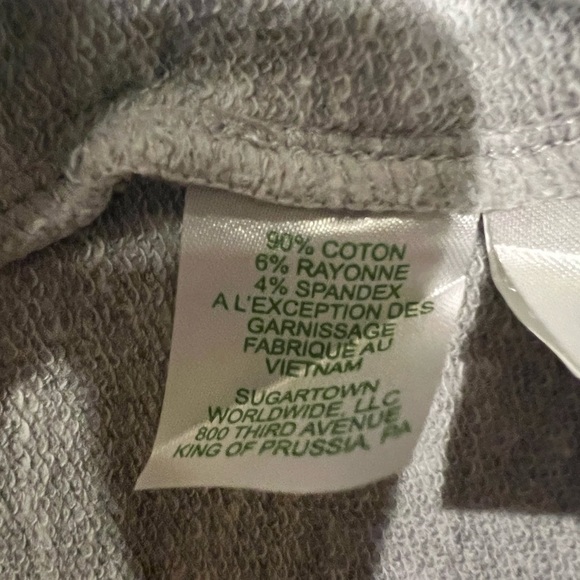 90% COTON
6% RAYONNE
4% SPANDEX
A L'EXCEPTION DES
GARNISSAGE
FABRIQUE AU
VIETNAM
SUGARTOWN
WORLDWIDE, LLC
800 THIRD AVENUE
KING OF PRUSSIA, PA